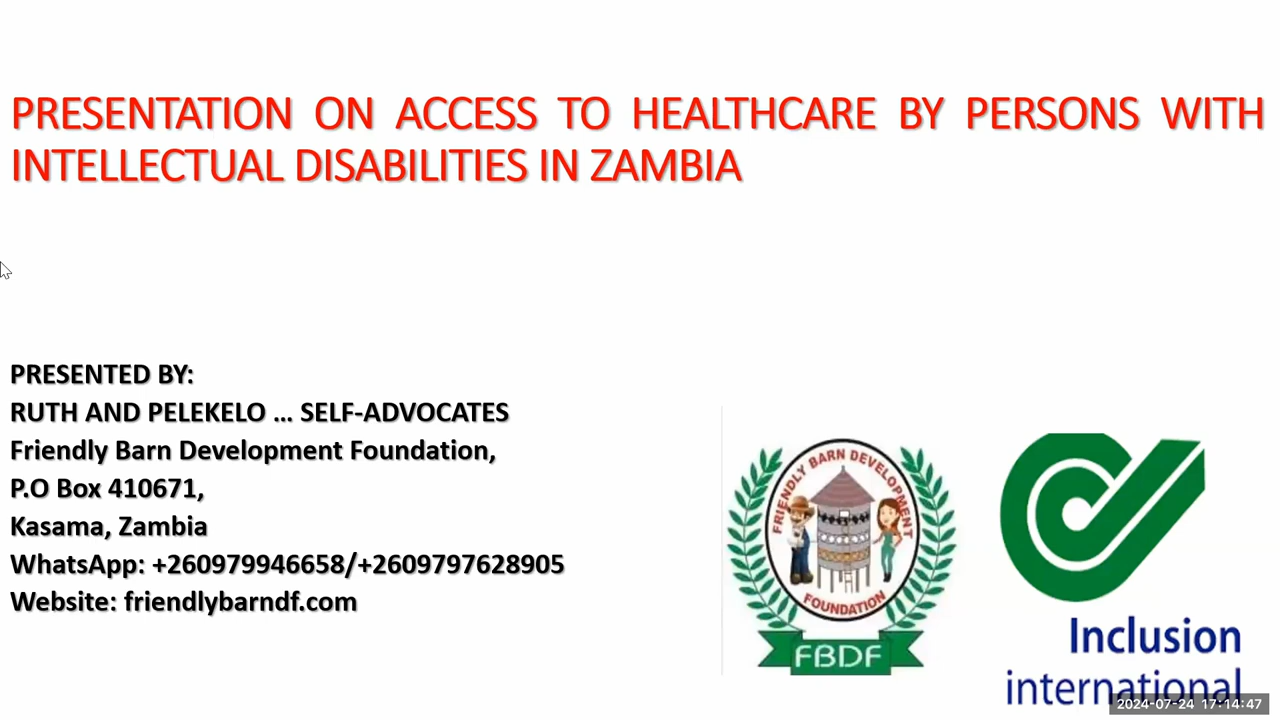 PRESENTATION ON ACCESS TO HEALTHCARE BY PERSONS WITH
INTELLECTUAL DISABILITIES IN ZAMBIA
PRESENTED BY:
RUTH AND PELEKELO ... SELF-ADVOCATES
Friendly Barn Development Foundation,
P.O Box 410671,
Kasama, Zambia
WhatsApp: +260979946658/+2609797628905
Website: friendlybarndf.com
FRIENDLY BARN DEVELOPMENT
FOUNDATION
FBDF
Inclusion
international
2024-07-24 17:14:47